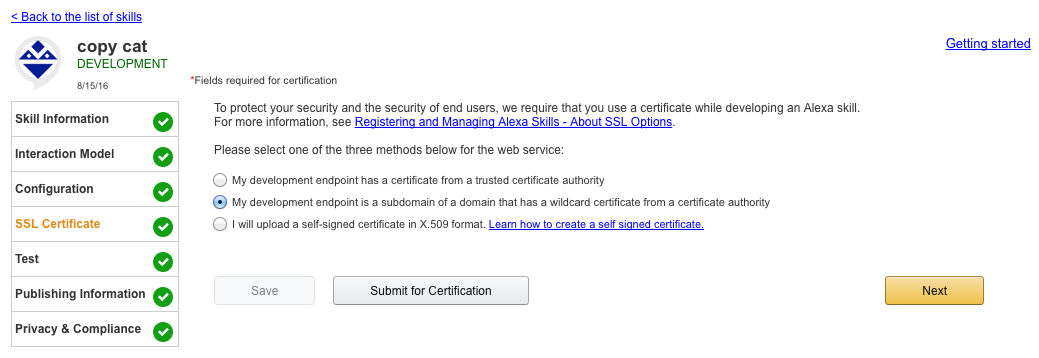 < Back to the list of skills
copy cat
DEVELOPMENT
8/15/16
Getting started
*Fields required for certification
Skill Information
Interaction Model
Configuration
SSL Certificate
Test
Publishing Information
Privacy & Compliance
To protect your security and the security of end users, we require that you use a certificate while developing an Alexa skill.
For more information, see Registering and Managing Alexa Skills - About SSL Options.
Please select one of the three methods below for the web service:
My development endpoint has a certificate from a trusted certificate authority
My development endpoint is a subdomain of a domain that has a wildcard certificate from a certificate authority
I will upload a self-signed certificate in X.509 format. Learn how to create a self signed certificate.
Save
Submit for Certification
Next